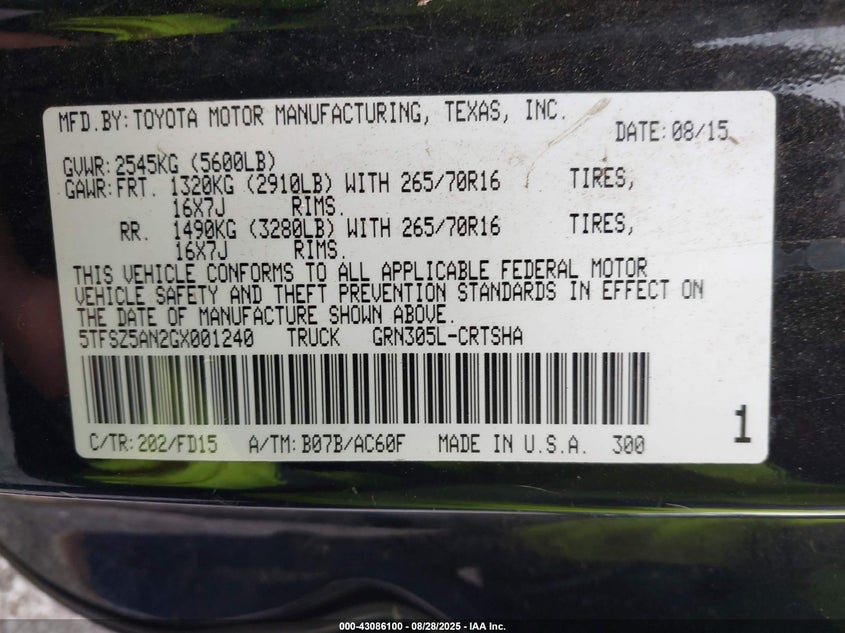 MFD.BY: TOYOTA MOTOR MANUFACTURING, TEXAS, INC.
DATE: 08/15
GVWR: 2545KG (5600LB)
GAWR: FRT. 1320KG (2910LB) WITH 265/70R16 TIRES,
16X7J RIMS.
RR. 1490KG (3280LB) WITH 265/70R16 TIRES,
16X7J RIMS.
THIS VEHICLE CONFORMS TO ALL APPLICABLE FEDERAL MOTOR
VEHICLE SAFETY AND THEFT PREVENTION STANDARDS IN EFFECT ON
THE DATE OF MANUFACTURE SHOWN ABOVE.
5TFSZ5AN2GX001240 TRUCK GRN305L-CRTSHA
C/TR: 202/FD15 A/TM: B07B/AC60F MADE IN U.S.A. 300
1
000-43086100 - 08/28/2025 - IAA Inc.